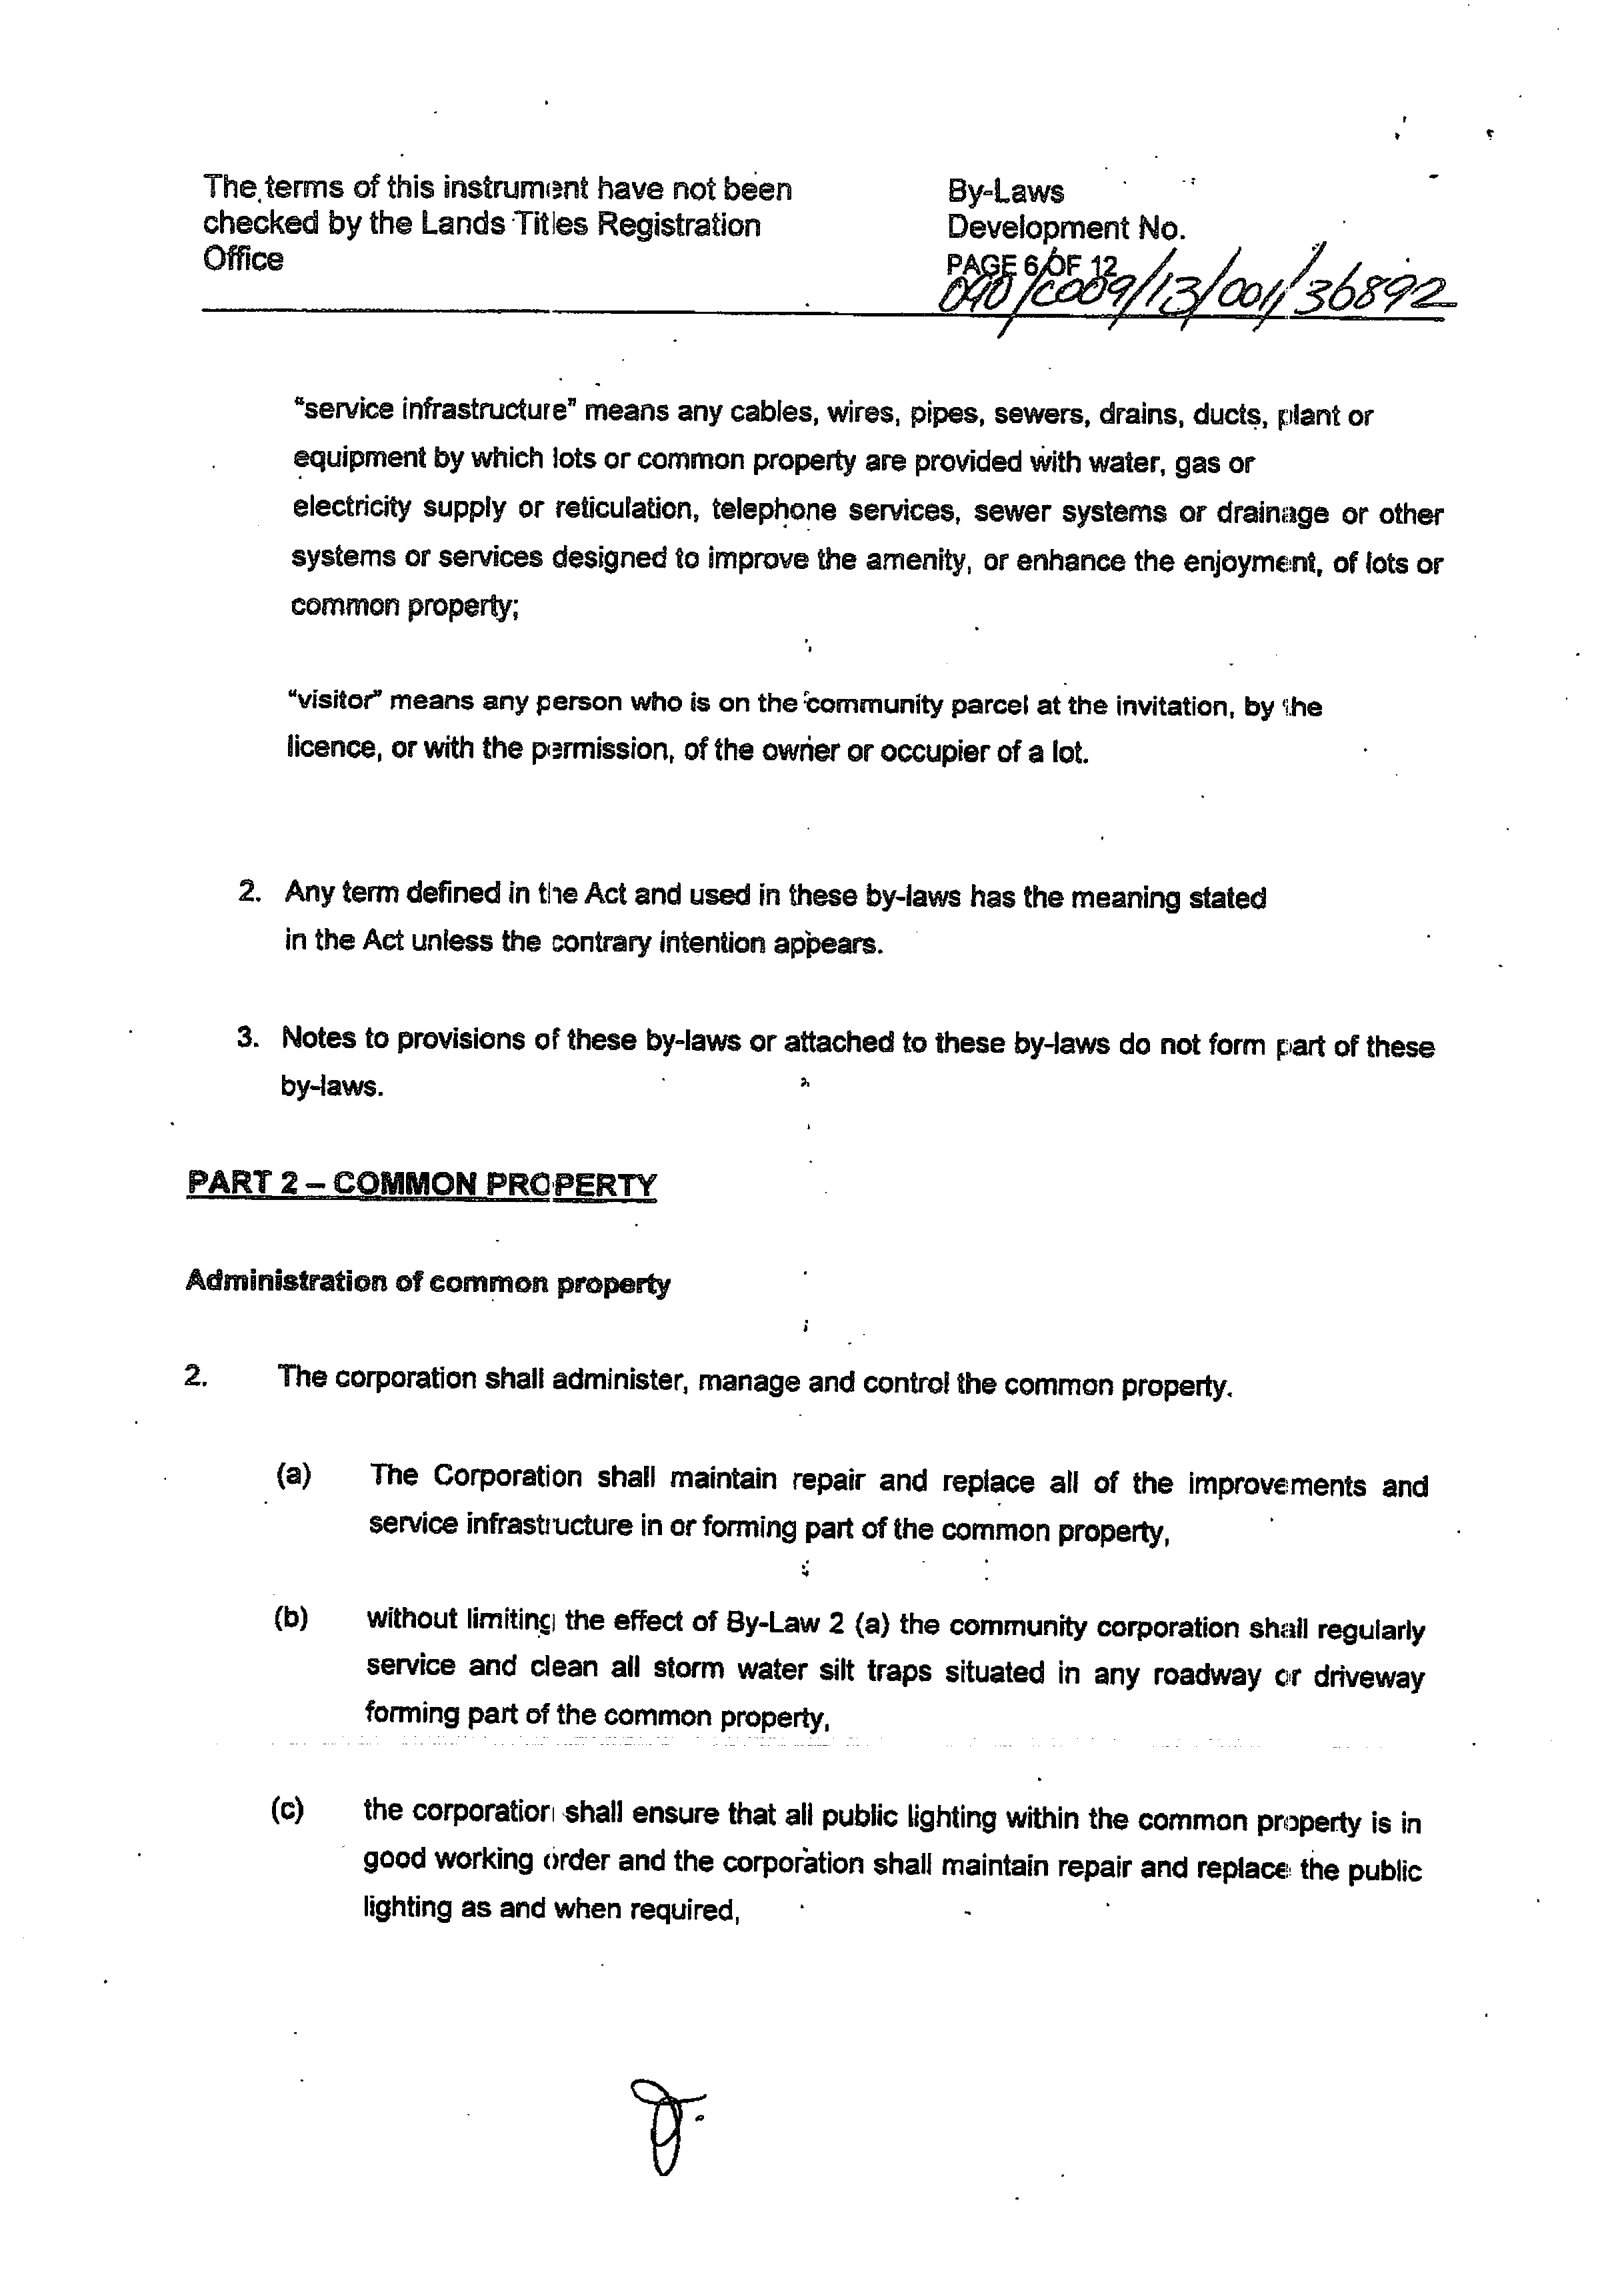 The terms of this instrument have not been
checked by the Lands Titles Registration
Office
By-Laws
Development No.
PAGE 6 OF 12
040/C009/13/001/36892
“service infrastructure” means any cables, wires, pipes, sewers, drains, ducts, plant or
equipment by which lots or common property are provided with water, gas or
electricity supply or reticulation, telephone services, sewer systems or drainage or other
systems or services designed to improve the amenity, or enhance the enjoyment, of lots or
common property;
“visitor” means any person who is on the community parcel at the invitation, by the
licence, or with the permission, of the owner or occupier of a lot.
2. Any term defined in the Act and used in these by-laws has the meaning stated
in the Act unless the contrary intention appears.
3. Notes to provisions of these by-laws or attached to these by-laws do not form part of these
by-laws.
PART 2 – COMMON PROPERTY
Administration of common property
2. The corporation shall administer, manage and control the common property.
(a) The Corporation shall maintain repair and replace all of the improvements and
service infrastructure in or forming part of the common property,
(b) without limiting the effect of By-Law 2 (a) the community corporation shall regularly
service and clean all storm water silt traps situated in any roadway or driveway
forming part of the common property,
(c) the corporation shall ensure that all public lighting within the common property is in
good working order and the corporation shall maintain repair and replace the public
lighting as and when required,